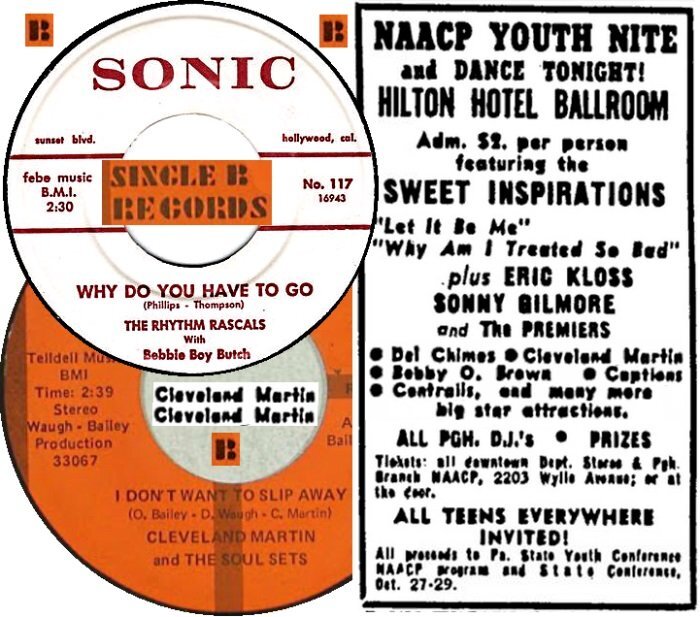 B
B
SONIC
sunset blvd.
hollywood, cal.
febe music
B.M.I.
2:30
SINGLE B
RECORDS
No. 117
16943
WHY DO YOU HAVE TO GO
(Phillips - Thompson)
THE RHYTHM RASCALS
With
Bebbie Boy Butch
Telldell
BMI
Time: 2:39
Stereo
Waugh - Bailey
Production
33067
Cleveland Martin
Cleveland Martin
B
I DON'T WANT TO SLIP AWAY
(O. Bailey - D. Waugh - C. Martin)
CLEVELAND MARTIN
and THE SOUL SETS
NAACP YOUTH NITE
and DANCE TONIGHT!
HILTON HOTEL BALLROOM
Adm. $2. per person
featuring the
SWEET INSPIRATIONS
"Let It Be Me"
"Why Am I Treated So Bad"
plus ERIC KLOSS
SONNY GILMORE
and The PREMIERS
● Del Chimes ● Cleveland Martin
● Bobby O. Brown ● Captions
● Contrails, and many more
big star attractions.
ALL PGH. D.J.'s ● PRIZES
Tickets: all downtown Dept. Stores & Pgh.
Branch NAACP, 2203 Wylie Avenue; or at
the door.
ALL TEENS EVERYWHERE
INVITED!
All proceeds to Pa. State Youth Conference
NAACP program and State Conference,
Oct. 27-29.